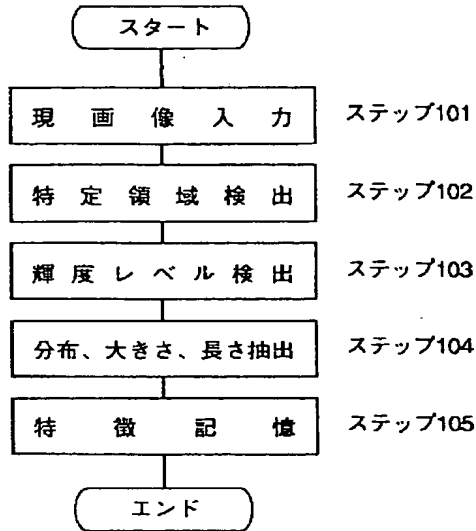 スタート
現画像入力 ステップ101
特定領域検出 ステップ102
輝度レベル検出 ステップ103
分布、大きさ、長さ抽出 ステップ104
特徴記憶 ステップ105
エンド